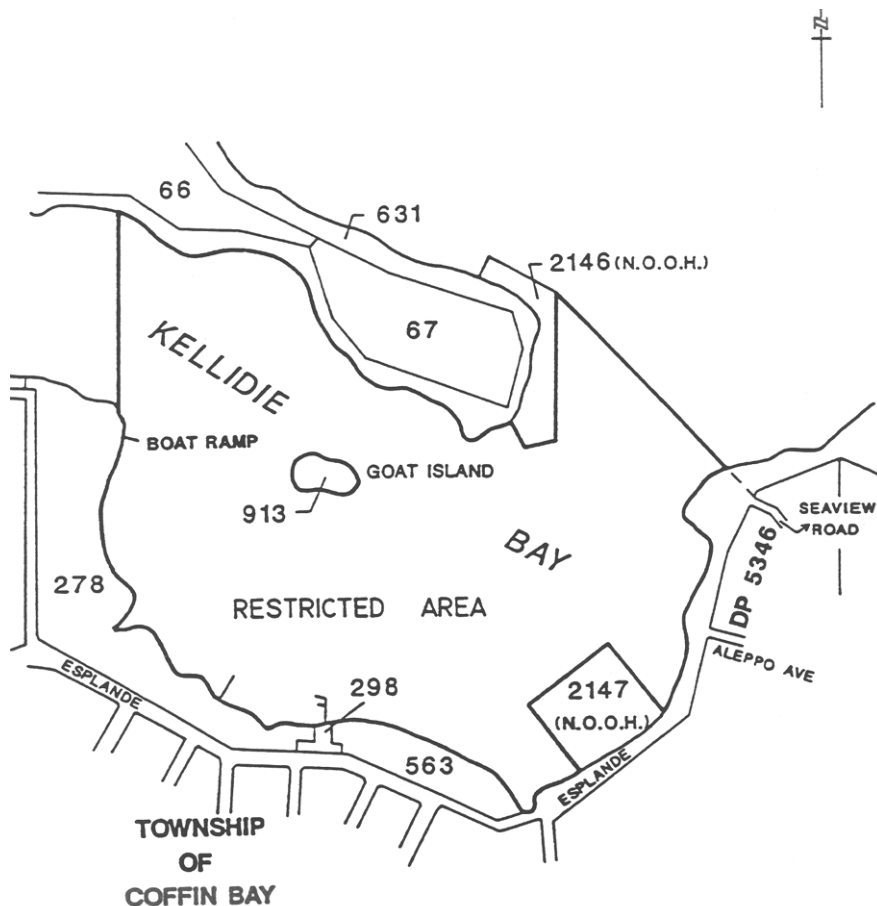 N
66
631
2146 (N.O.O.H.)
67
KELLIDIE
BOAT RAMP
GOAT ISLAND
913
SEAVIEW
ROAD
BAY
DP 5346
278
RESTRICTED AREA
ALEPPO AVE
ESPLANDE
298
2147
(N.O.O.H.)
563
ESPLANDE
TOWNSHIP
OF
COFFIN BAY